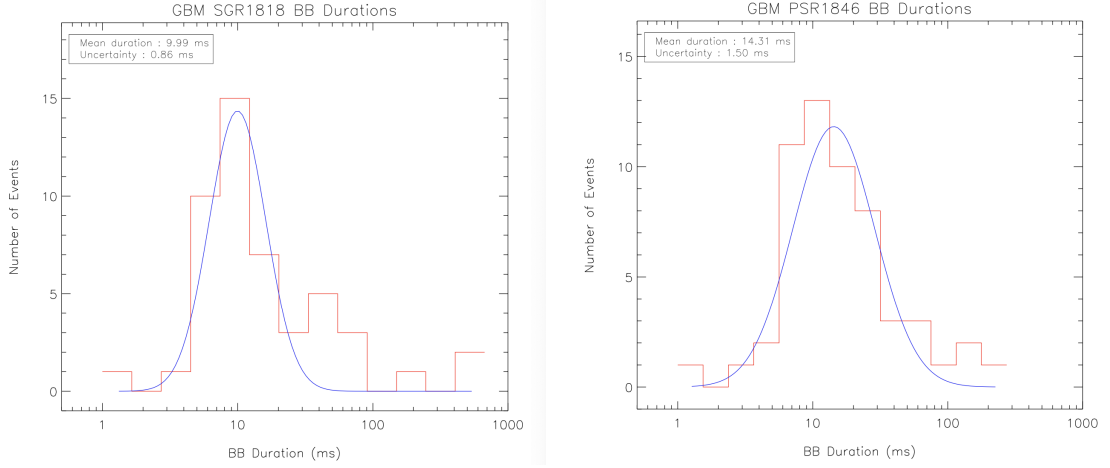 GBM SGR1818 BB Durations
Mean duration : 9.99 ms
Uncertainty : 0.86 ms
Number of Events
15
10
5
0
1
10
100
1000
BB Duration (ms)
GBM PSR1846 BB Durations
Mean duration : 14.31 ms
Uncertainty : 1.50 ms
Number of Events
15
10
5
0
1
10
100
1000
BB Duration (ms)